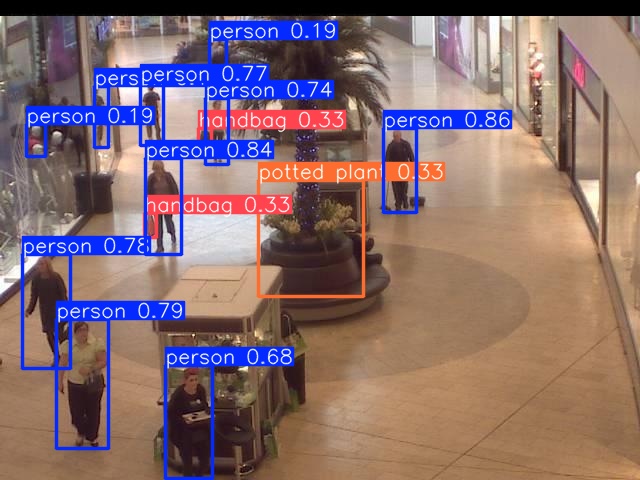 person 0.19
pers
person 0.77
person 0.74
person 0.19
handbag 0.33
person 0.86
person 0.84
potted plant 0.33
handbag 0.33
person 0.78
person 0.79
person 0.68